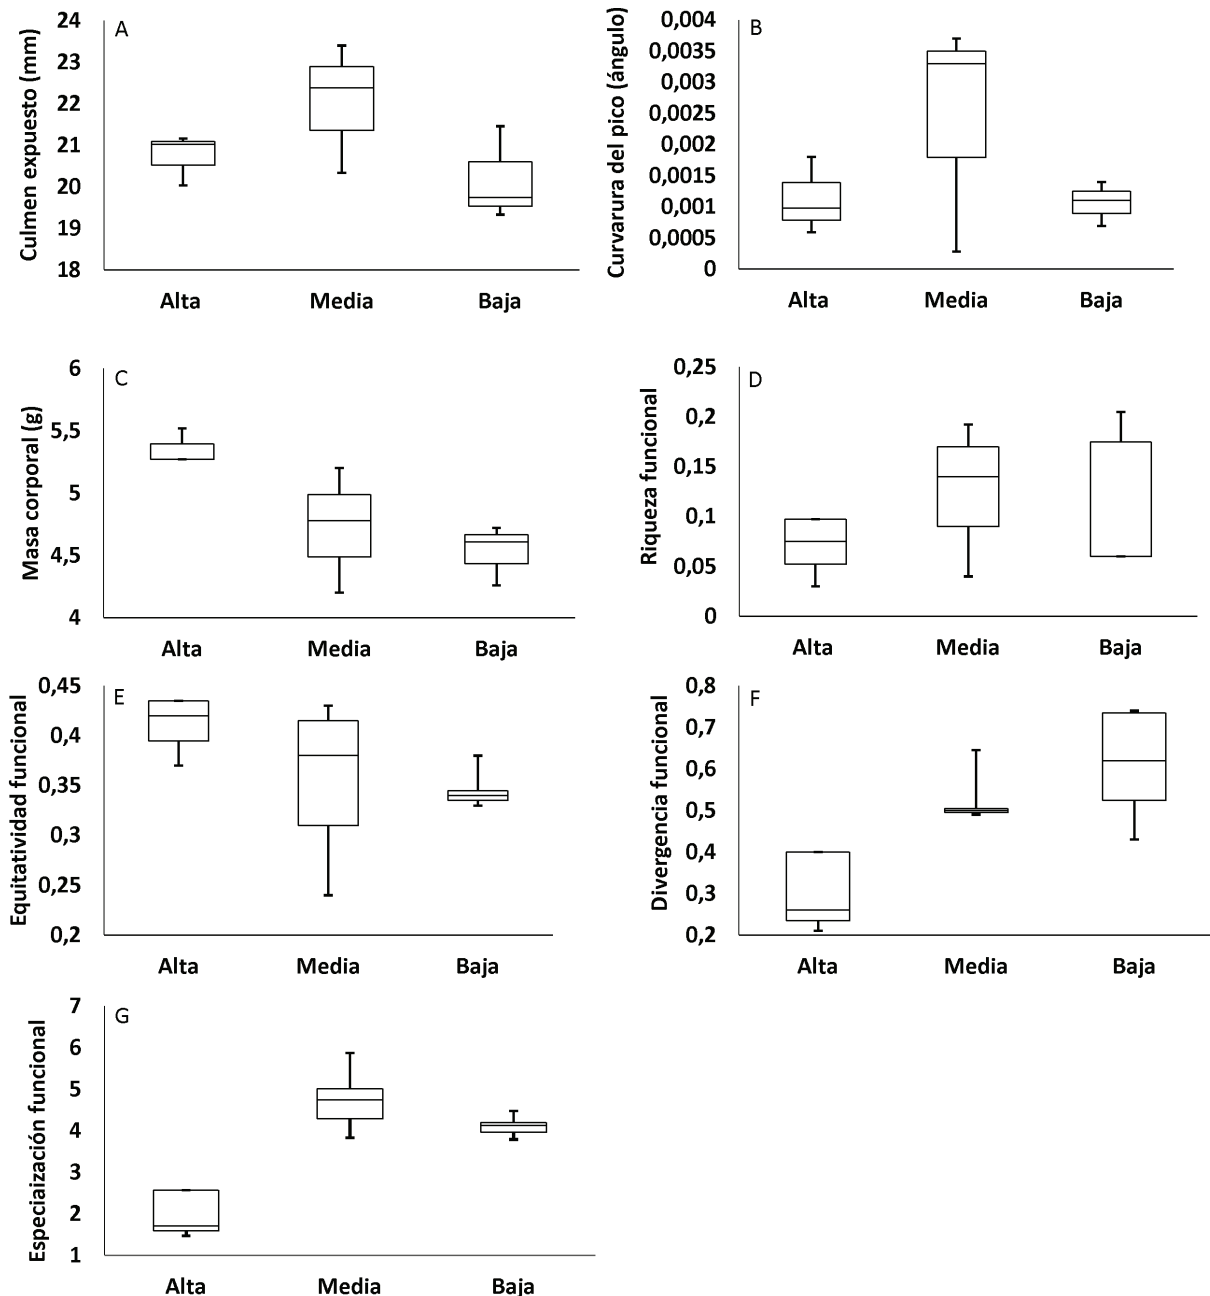 A
Culmen expuesto (mm)
24
23
22
21
20
19
18
Alta Media Baja
B
Curvarura del pico (ángulo)
0,004
0,0035
0,003
0,0025
0,002
0,0015
0,001
0,0005
0
Alta Media Baja
C
Masa corporal (g)
6
5,5
5
4,5
4
Alta Media Baja
D
Riqueza funcional
0,25
0,2
0,15
0,1
0,05
0
Alta Media Baja
E
Equitatividad funcional
0,45
0,4
0,35
0,3
0,25
0,2
Alta Media Baja
F
Divergencia funcional
0,8
0,7
0,6
0,5
0,4
0,3
0,2
Alta Media Baja
G
Especiaización funcional
7
6
5
4
3
2
1
Alta Media Baja